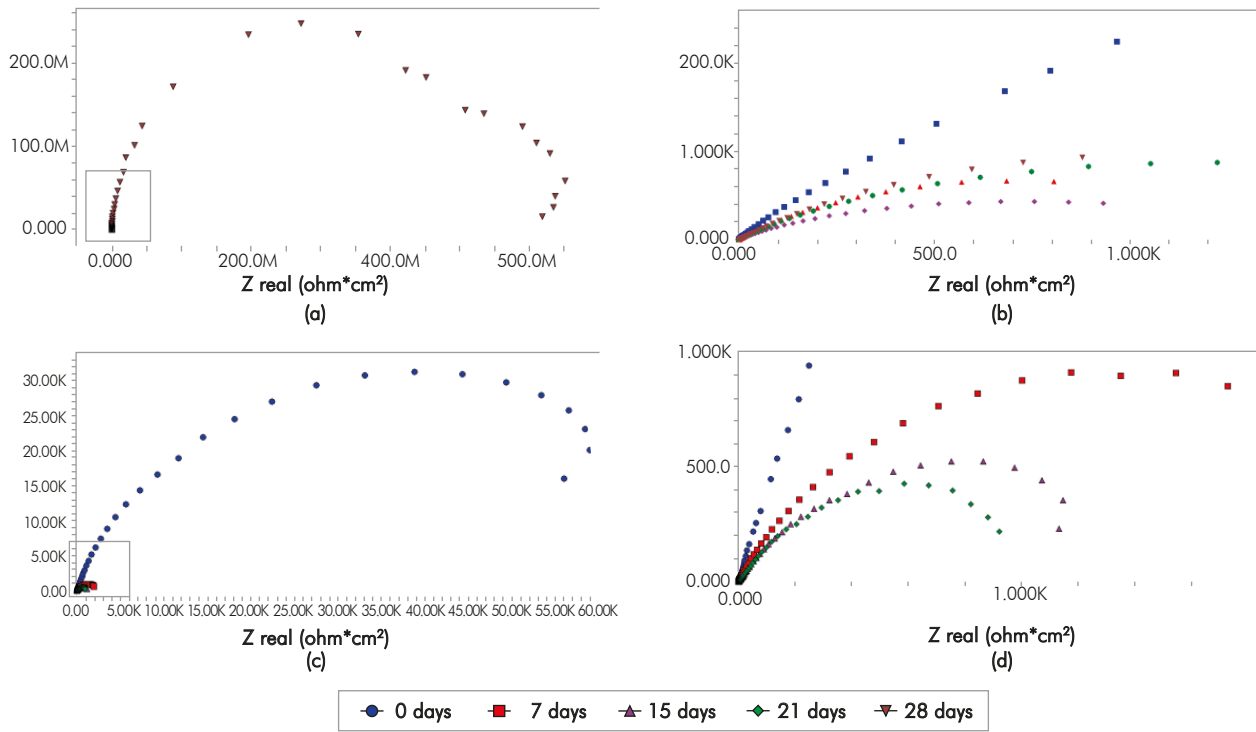 200.0M
100.0M
0.000
0.000 200.0M 400.0M 500.0M
Z real (ohm*cm²)
(a)
200.0K
1.000K
0.000
0.000 500.0 1.000K
Z real (ohm*cm²)
(b)
30.00K
25.00K
20.00K
15.00K
10.00K
5.00K
0.00
0.00 5.00K 10.00K 15.00K 20.00K 25.00K 30.00K 35.00K 40.00K 45.00K 50.00K 55.00K 60.00K
Z real (ohm*cm²)
(c)
1.000K
500.0
0.000
0.000 1.000K
Z real (ohm*cm²)
(d)
0 days 7 days 15 days 21 days 28 days